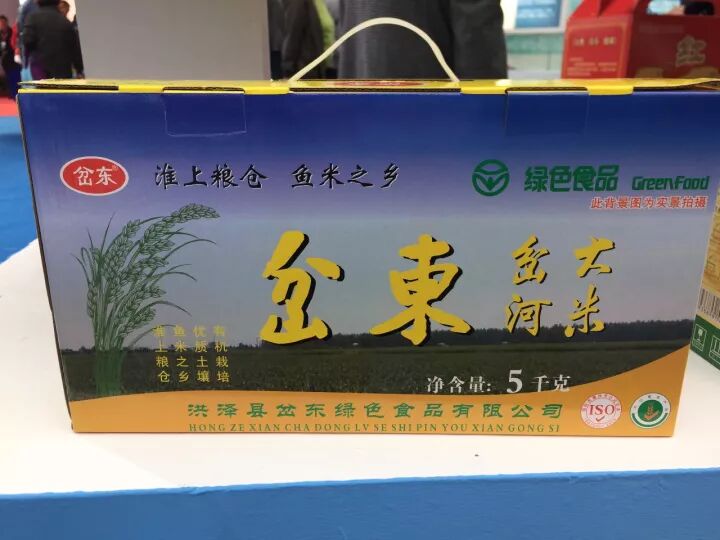 岔东
淮上粮仓 鱼米之乡
绿色食品 GreenFood
此背景图为实景拍摄
岔東
岔河
大米
有机栽培
优质土壤
鱼米之乡
淮上粮仓
净含量: 5千克
洪泽县岔东绿色食品有限公司
HONG ZE XIAN CHA DONG LV SE SHI PIN YOU XIAN GONG SI
ISO